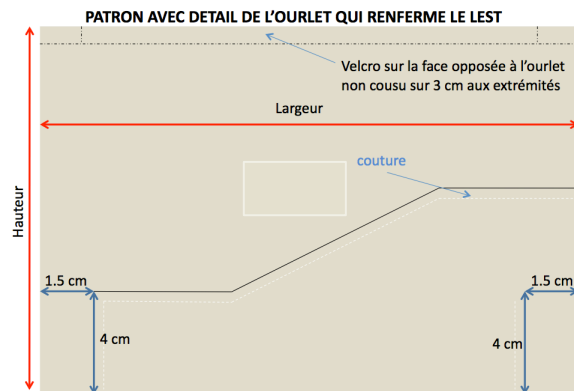 PATRON AVEC DETAIL DE L'OURLET QUI RENFERME LE LEST
Velcro sur la face opposée à l'ourlet
non cousu sur 3 cm aux extrémités
Largeur
couture
Hauteur
1.5 cm
1.5 cm
4 cm
4 cm